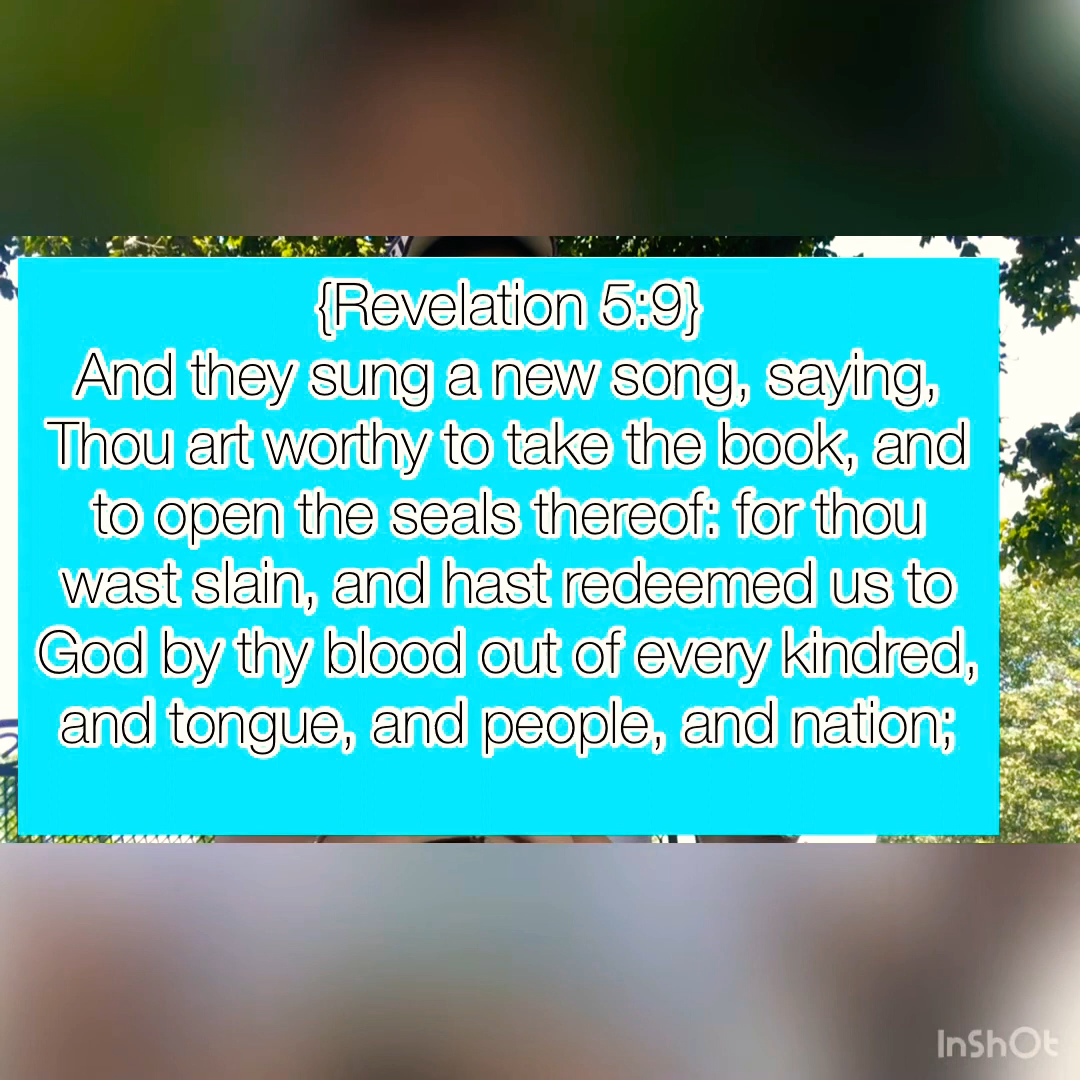 {Revelation 5:9}
And they sung a new song, saying,
Thou art worthy to take the book, and
to open the seals thereof: for thou
wast slain, and hast redeemed us to
God by thy blood out of every kindred,
and tongue, and people, and nation;
InShOt